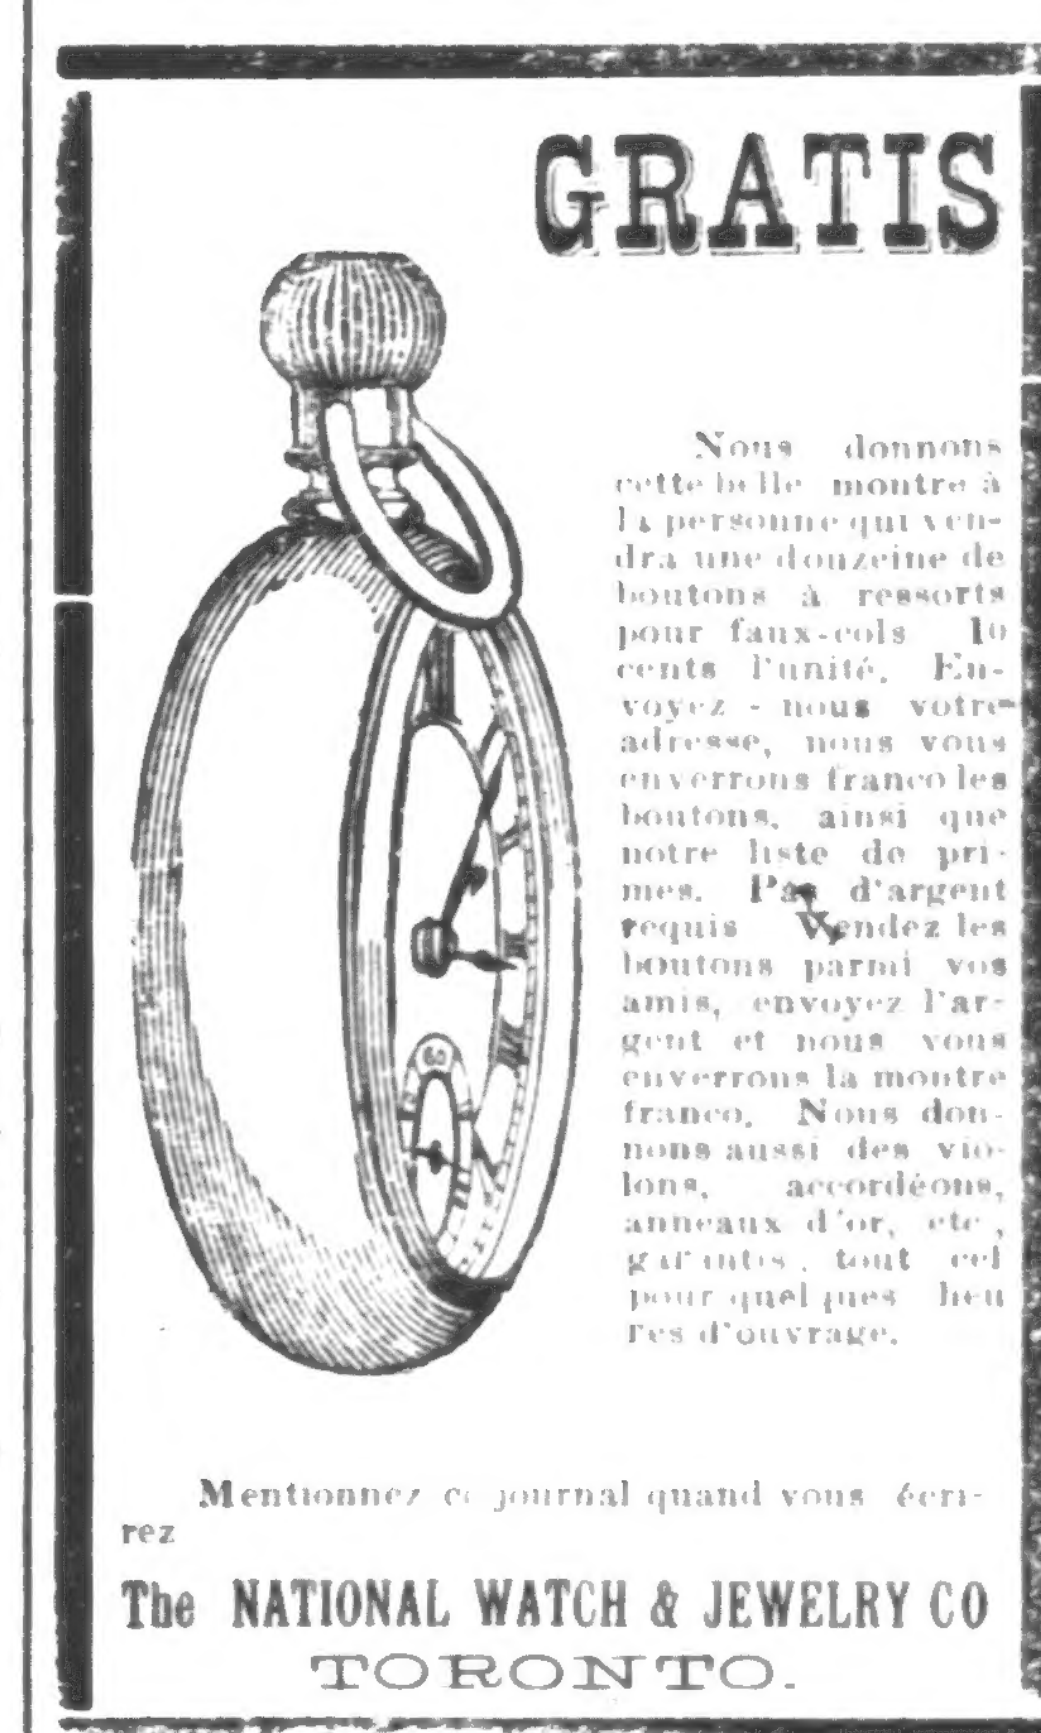 GRATIS
Nous donnons
cette belle montre à
la personne qui ven-
dra une douzeine de
boutons à ressorts
pour faux-cols 10
cents l'unité. En-
voyez - nous votre
adresse, nous vous
enverrons franco les
boutons, ainsi que
notre liste de pri-
mes. Pas d'argent
requis Vendez les
boutons parmi vos
amis, envoyez l'ar-
gent et nous vous
enverrons la montre
franco. Nous don-
nons aussi des vio-
lons, accordéons,
anneaux d'or, etc,
garantis, tout cel
pour quelques heu
res d'ouvrage.
Mentionnez ce journal quand vous écri-
rez
The NATIONAL WATCH & JEWELRY CO
TORONTO.